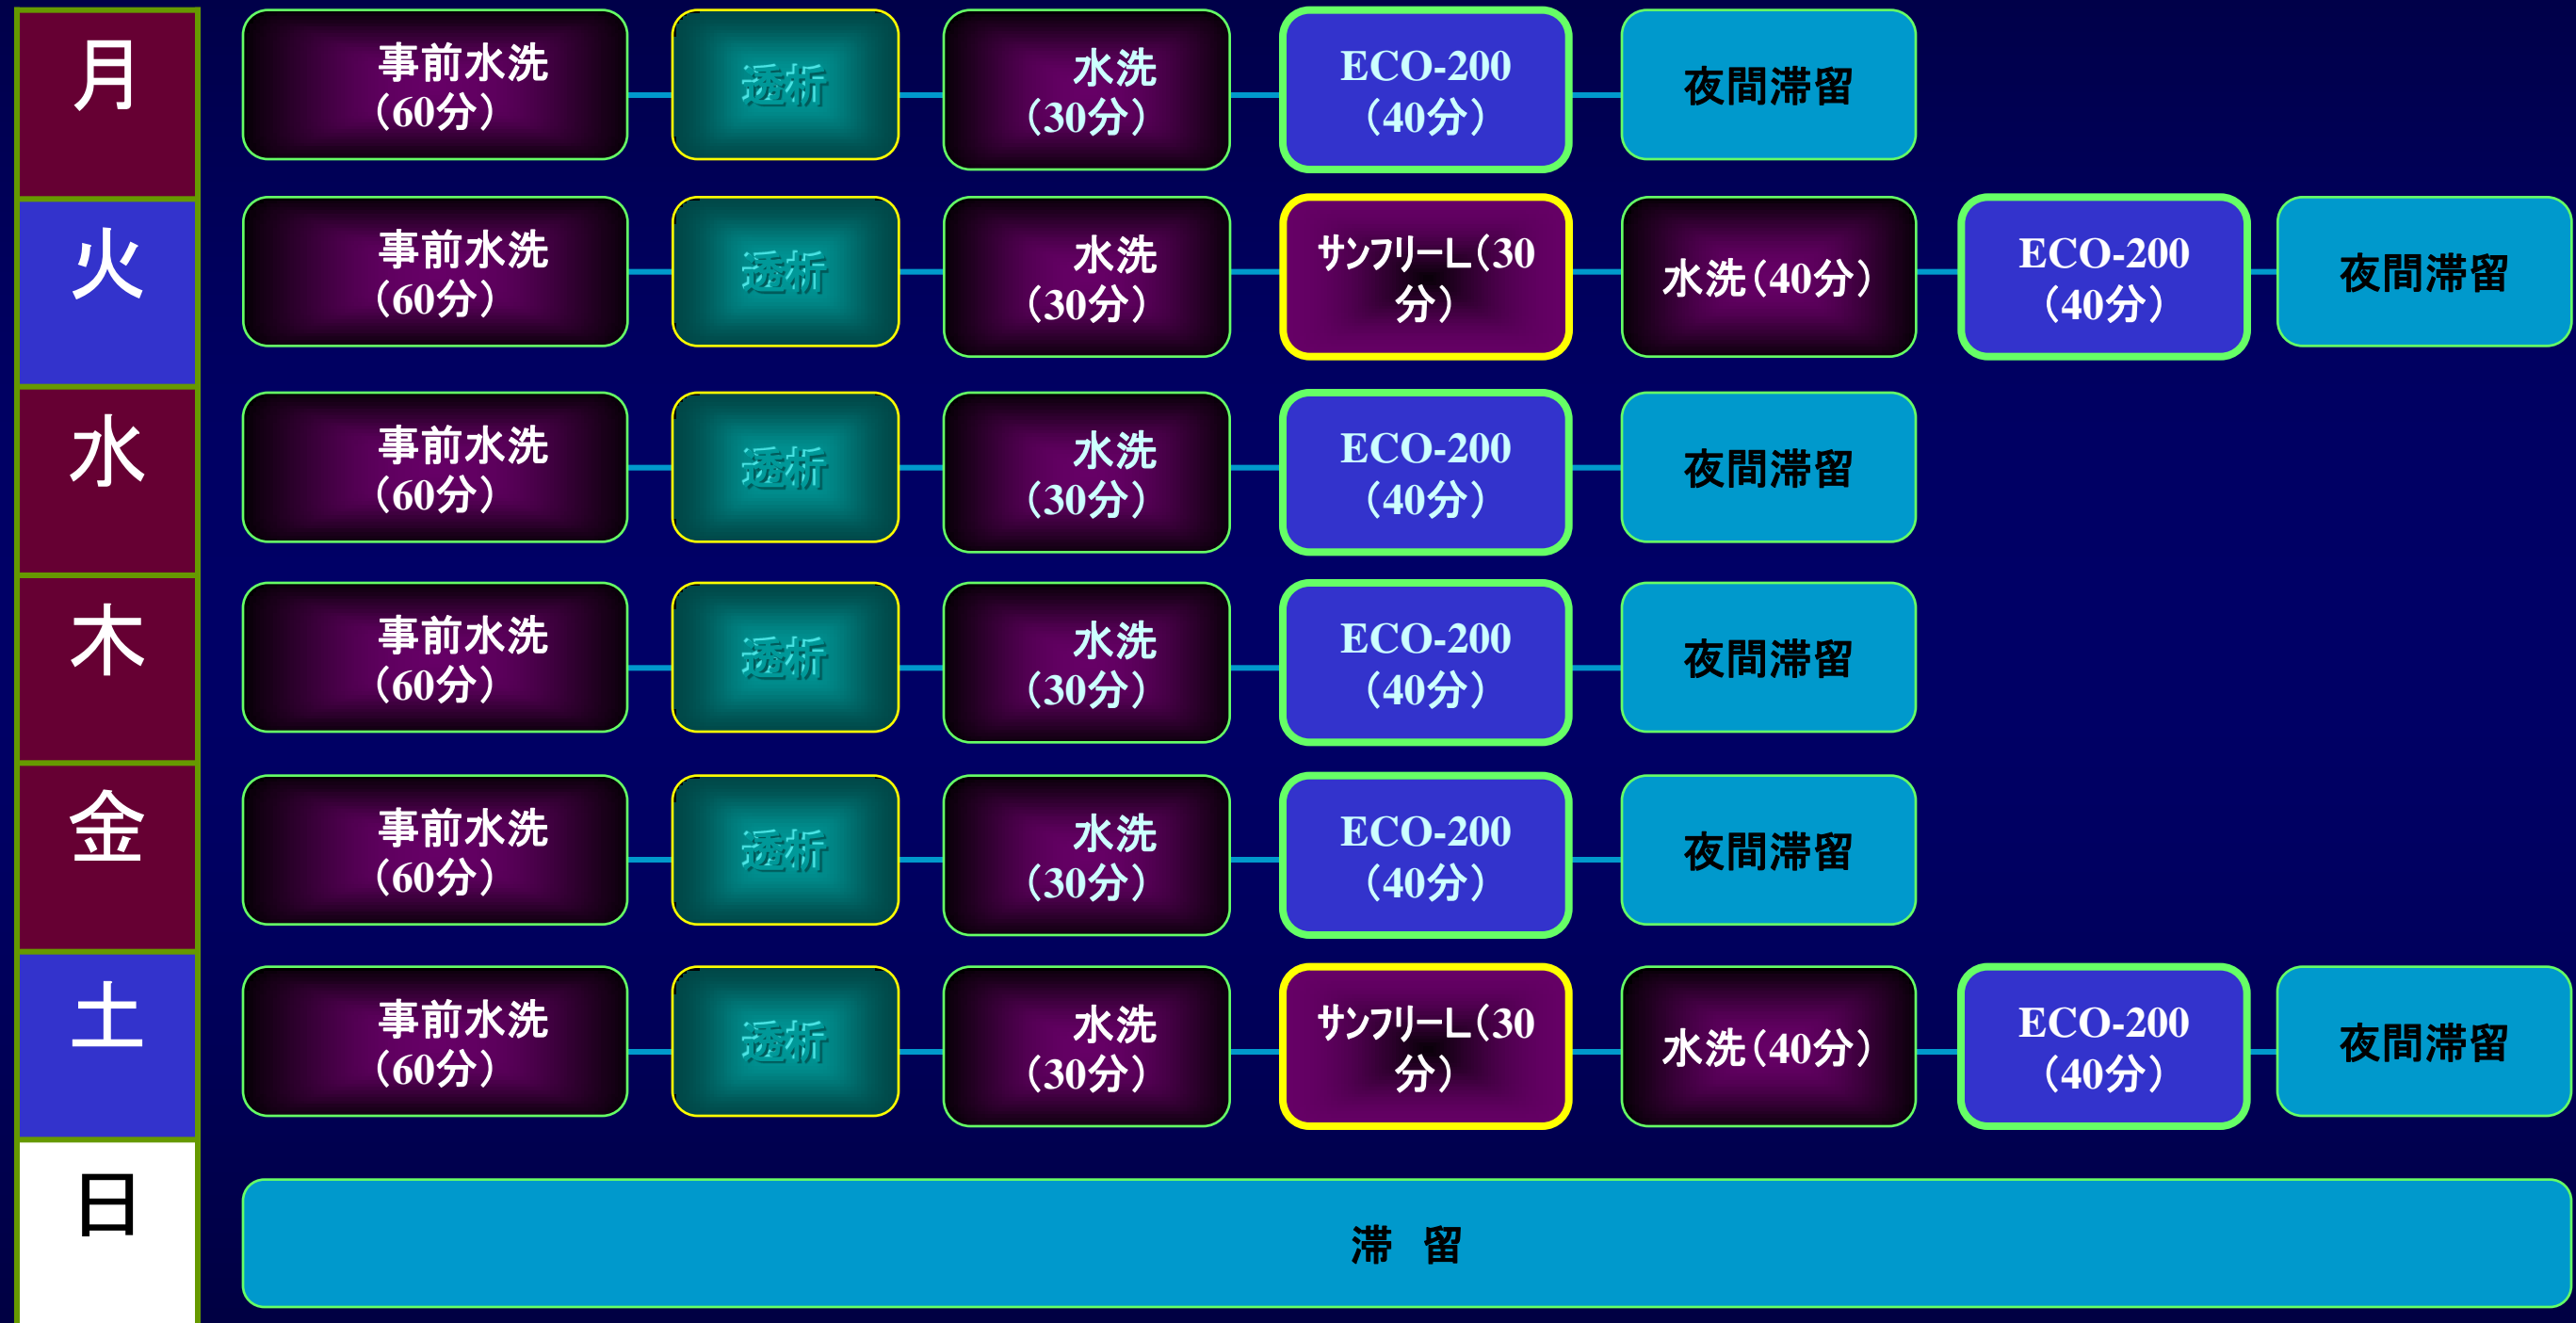 月
事前水洗
（60分）
透析
水洗
（30分）
ECO-200
（40分）
夜間滞留
火
事前水洗
（60分）
透析
水洗
（30分）
サンフリーL（30
分）
水洗（40分）
ECO-200
（40分）
夜間滞留
水
事前水洗
（60分）
透析
水洗
（30分）
ECO-200
（40分）
夜間滞留
木
事前水洗
（60分）
透析
水洗
（30分）
ECO-200
（40分）
夜間滞留
金
事前水洗
（60分）
透析
水洗
（30分）
ECO-200
（40分）
夜間滞留
土
事前水洗
（60分）
透析
水洗
（30分）
サンフリーL（30
分）
水洗（40分）
ECO-200
（40分）
夜間滞留
日
滞 留